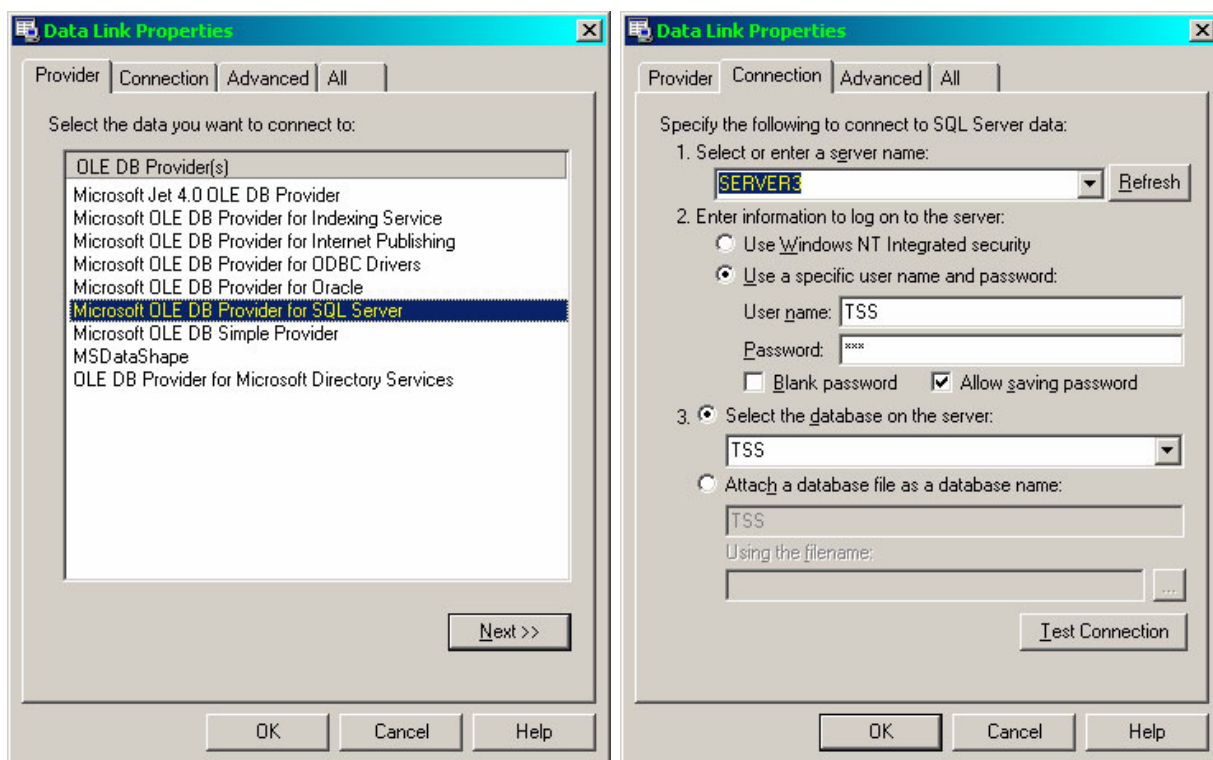 Data Link Properties
Provider Connection Advanced All
Select the data you want to connect to:
OLE DB Provider(s)
Microsoft Jet 4.0 OLE DB Provider
Microsoft OLE DB Provider for Indexing Service
Microsoft OLE DB Provider for Internet Publishing
Microsoft OLE DB Provider for ODBC Drivers
Microsoft OLE DB Provider for Oracle
Microsoft OLE DB Provider for SQL Server
Microsoft OLE DB Simple Provider
MSDataShape
OLE DB Provider for Microsoft Directory Services
Next >>
OK Cancel Help
Data Link Properties
Provider Connection Advanced All
Specify the following to connect to SQL Server data:
1. Select or enter a server name:
SERVER3 Refresh
2. Enter information to log on to the server:
Use Windows NT Integrated security
Use a specific user name and password:
User name: TSS
Password: ***
Blank password Allow saving password
3. Select the database on the server:
TSS
Attach a database file as a database name:
TSS
Using the filename:
...
Test Connection
OK Cancel Help